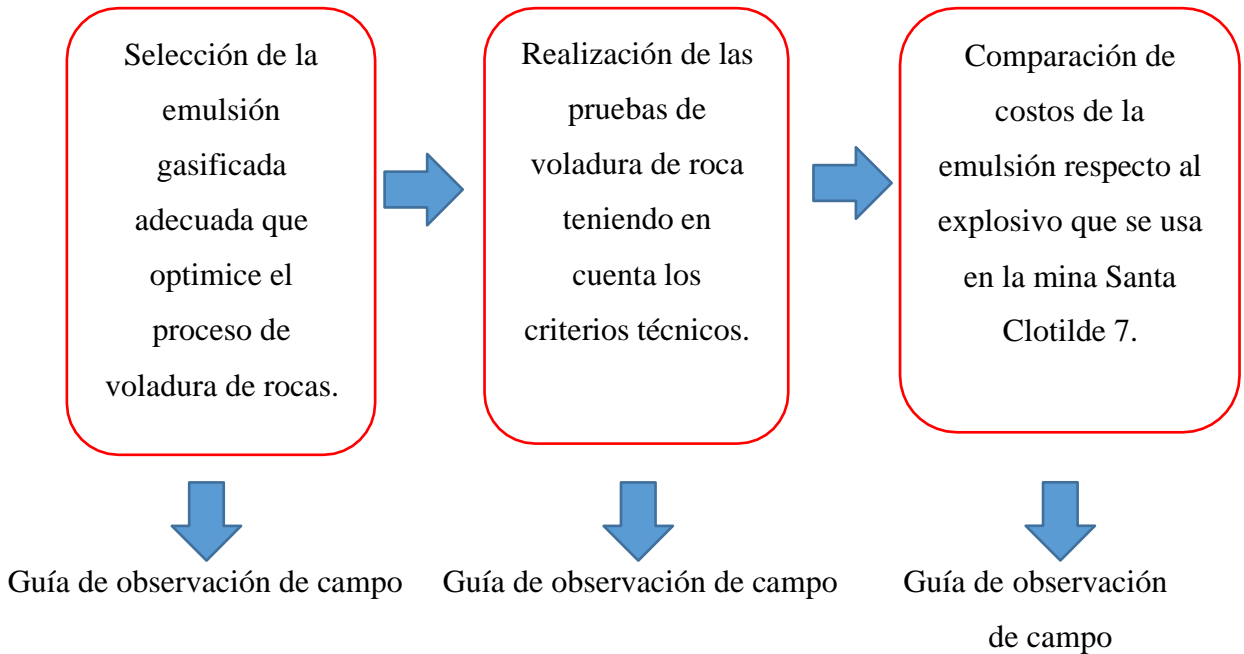 Selección de la
emulsión
gasificada
adecuada que
optimice el
proceso de
voladura de rocas.
Realización de las
pruebas de
voladura de roca
teniendo en
cuenta los
criterios técnicos.
Comparación de
costos de la
emulsión respecto al
explosivo que se usa
en la mina Santa
Clotilde 7.
Guía de observación de campo
Guía de observación de campo
Guía de observación
de campo